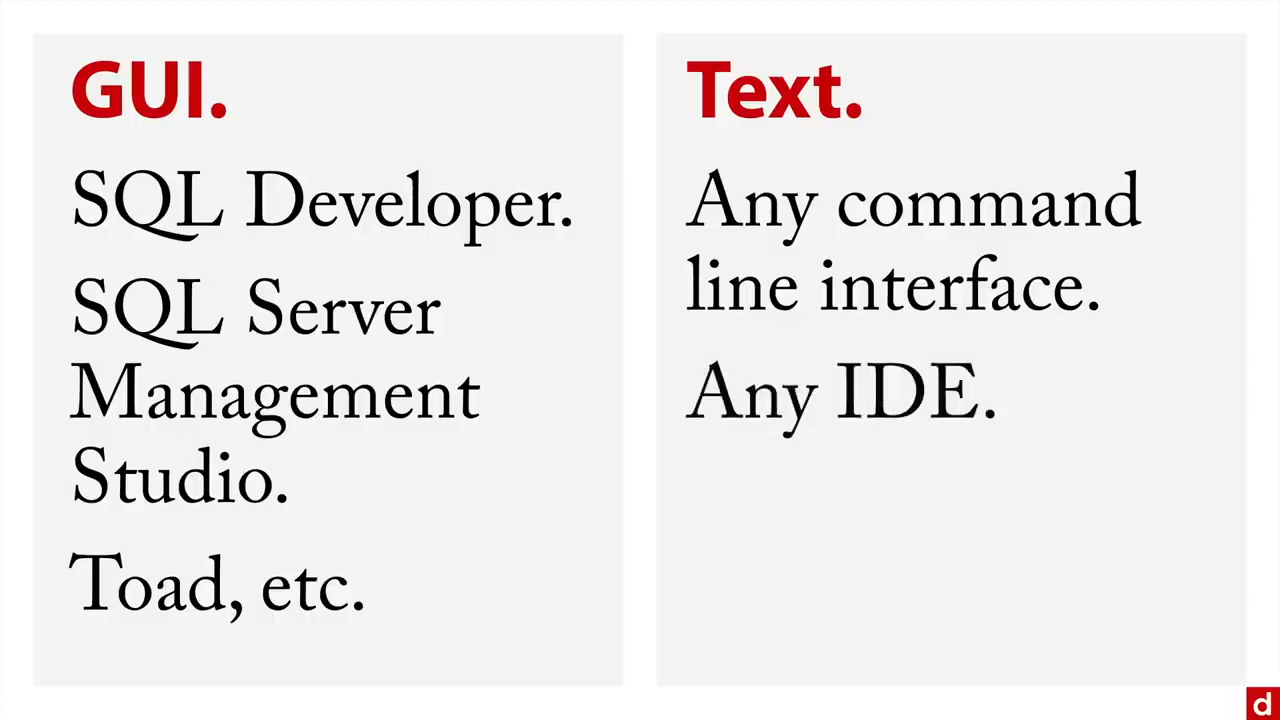 GUI.
SQL Developer.
SQL Server
Management
Studio.
Toad, etc.
Text.
Any command
line interface.
Any IDE.
d